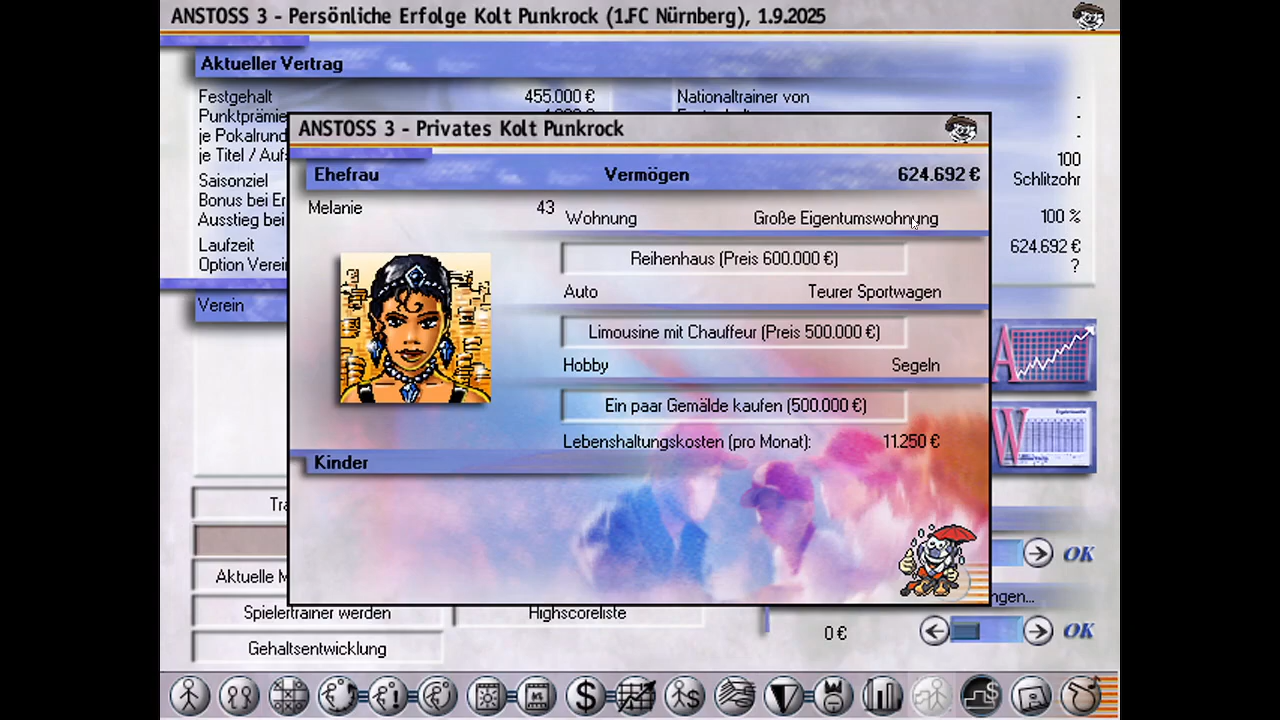 ANSTOSS 3 - Persönliche Erfolge Kolt Punkrock (1.FC Nürnberg), 1.9.2025
Aktueller Vertrag
Festgehalt 455.000 € Nationaltrainer von -
Punktprämie
je Pokalrund -
je Titel / Auf 100
Saisonziel Schlitzohr
Bonus bei Er
Ausstieg bei 100 %
Laufzeit 624.692 €
Option Verein ?
Verein
ANSTOSS 3 - Privates Kolt Punkrock
Ehefrau Vermögen 624.692 €
Melanie 43
Wohnung Große Eigentumswohnung
Reihenhaus (Preis 600.000 €)
Auto Teurer Sportwagen
Limousine mit Chauffeur (Preis 500.000 €)
Hobby Segeln
Ein paar Gemälde kaufen (500.000 €)
Lebenshaltungskosten (pro Monat): 11.250 €
Kinder
A
W
Tra
OK
Aktuelle M
ngen...
Spielertrainer werden Highscoreliste
0 € OK
Gehaltsentwicklung